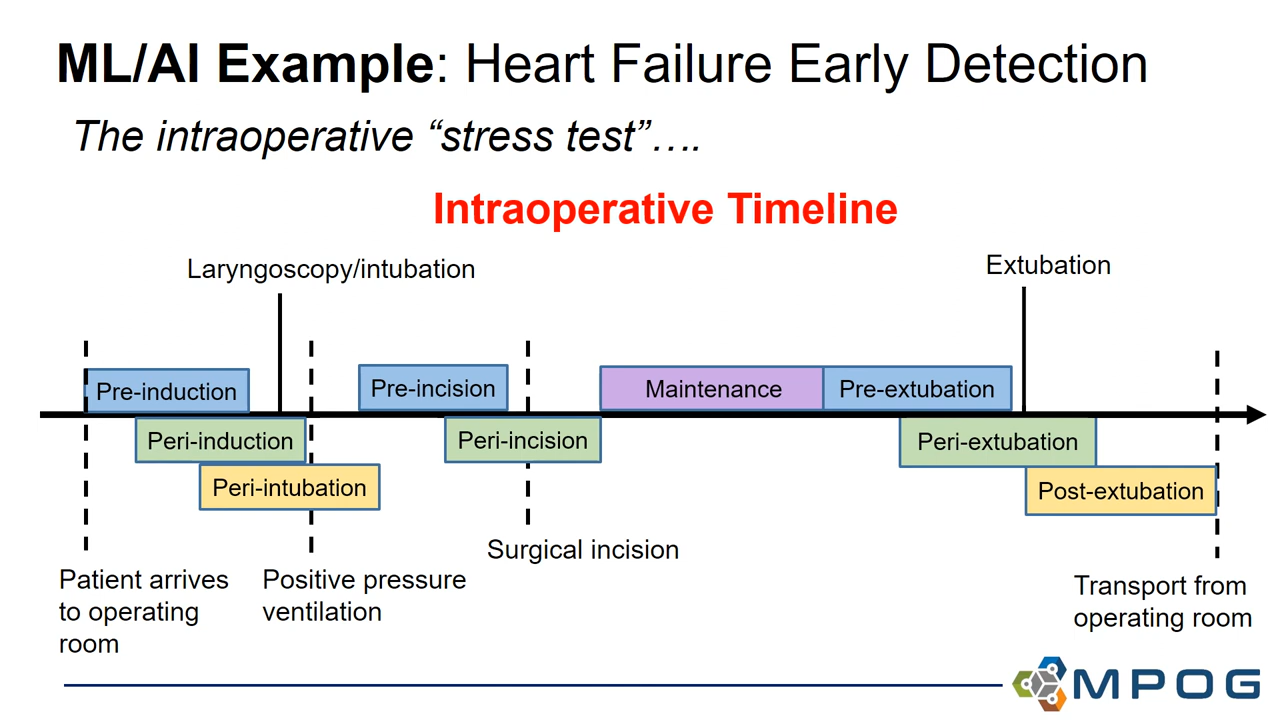 ML/AI Example: Heart Failure Early Detection
The intraoperative “stress test”….
Intraoperative Timeline
Laryngoscopy/intubation
Extubation
Pre-induction
Pre-incision
Maintenance
Pre-extubation
Peri-induction
Peri-incision
Peri-extubation
Peri-intubation
Post-extubation
Surgical incision
Patient arrives
to operating
room
Positive pressure
ventilation
Transport from
operating room
MPOG